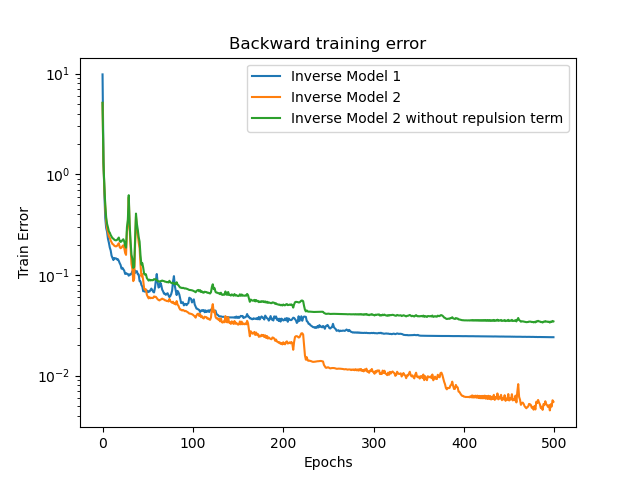 Backward training error
Inverse Model 1
Inverse Model 2
Inverse Model 2 without repulsion term
Train Error
10¹
10⁰
10⁻¹
10⁻²
0 100 200 300 400 500
Epochs